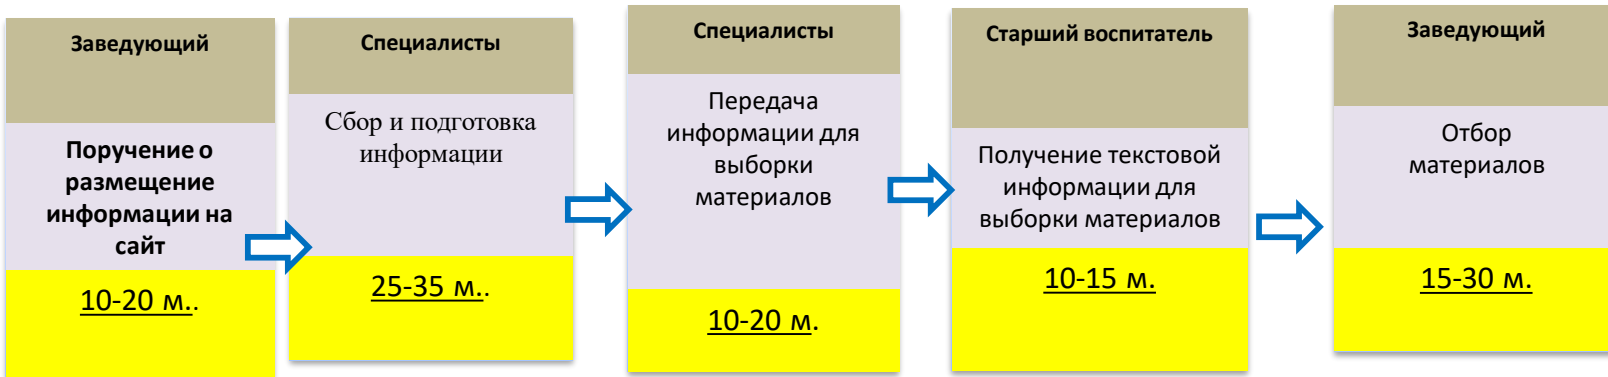 Заведующий
Поручение о
размещение
информации на
сайт
10-20 м..
Специалисты
Сбор и подготовка
информации
25-35 м..
Специалисты
Передача
информации для
выборки
материалов
10-20 м.
Старший воспитатель
Получение текстовой
информации для
выборки материалов
10-15 м.
Заведующий
Отбор
материалов
15-30 м.